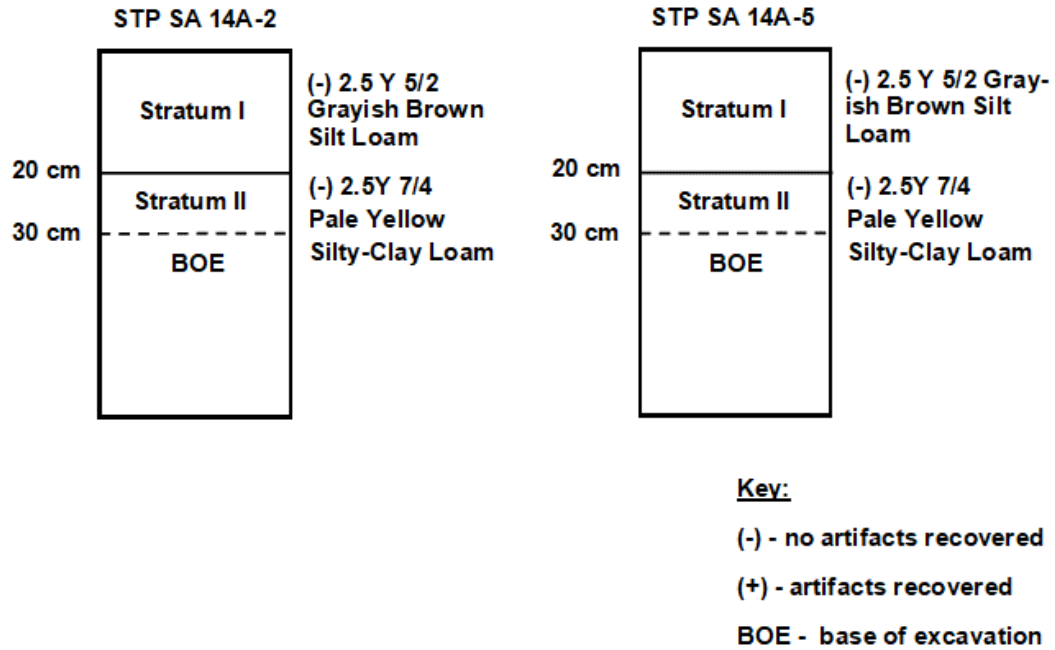 STP SA 14A-2
Stratum I
(-) 2.5 Y 5/2
Grayish Brown
Silt Loam
20 cm
Stratum II
(-) 2.5Y 7/4
Pale Yellow
Silty-Clay Loam
30 cm
BOE
STP SA 14A-5
Stratum I
(-) 2.5 Y 5/2 Gray-
ish Brown Silt
Loam
20 cm
Stratum II
(-) 2.5Y 7/4
Pale Yellow
Silty-Clay Loam
30 cm
BOE
Key:
(-) - no artifacts recovered
(+) - artifacts recovered
BOE - base of excavation